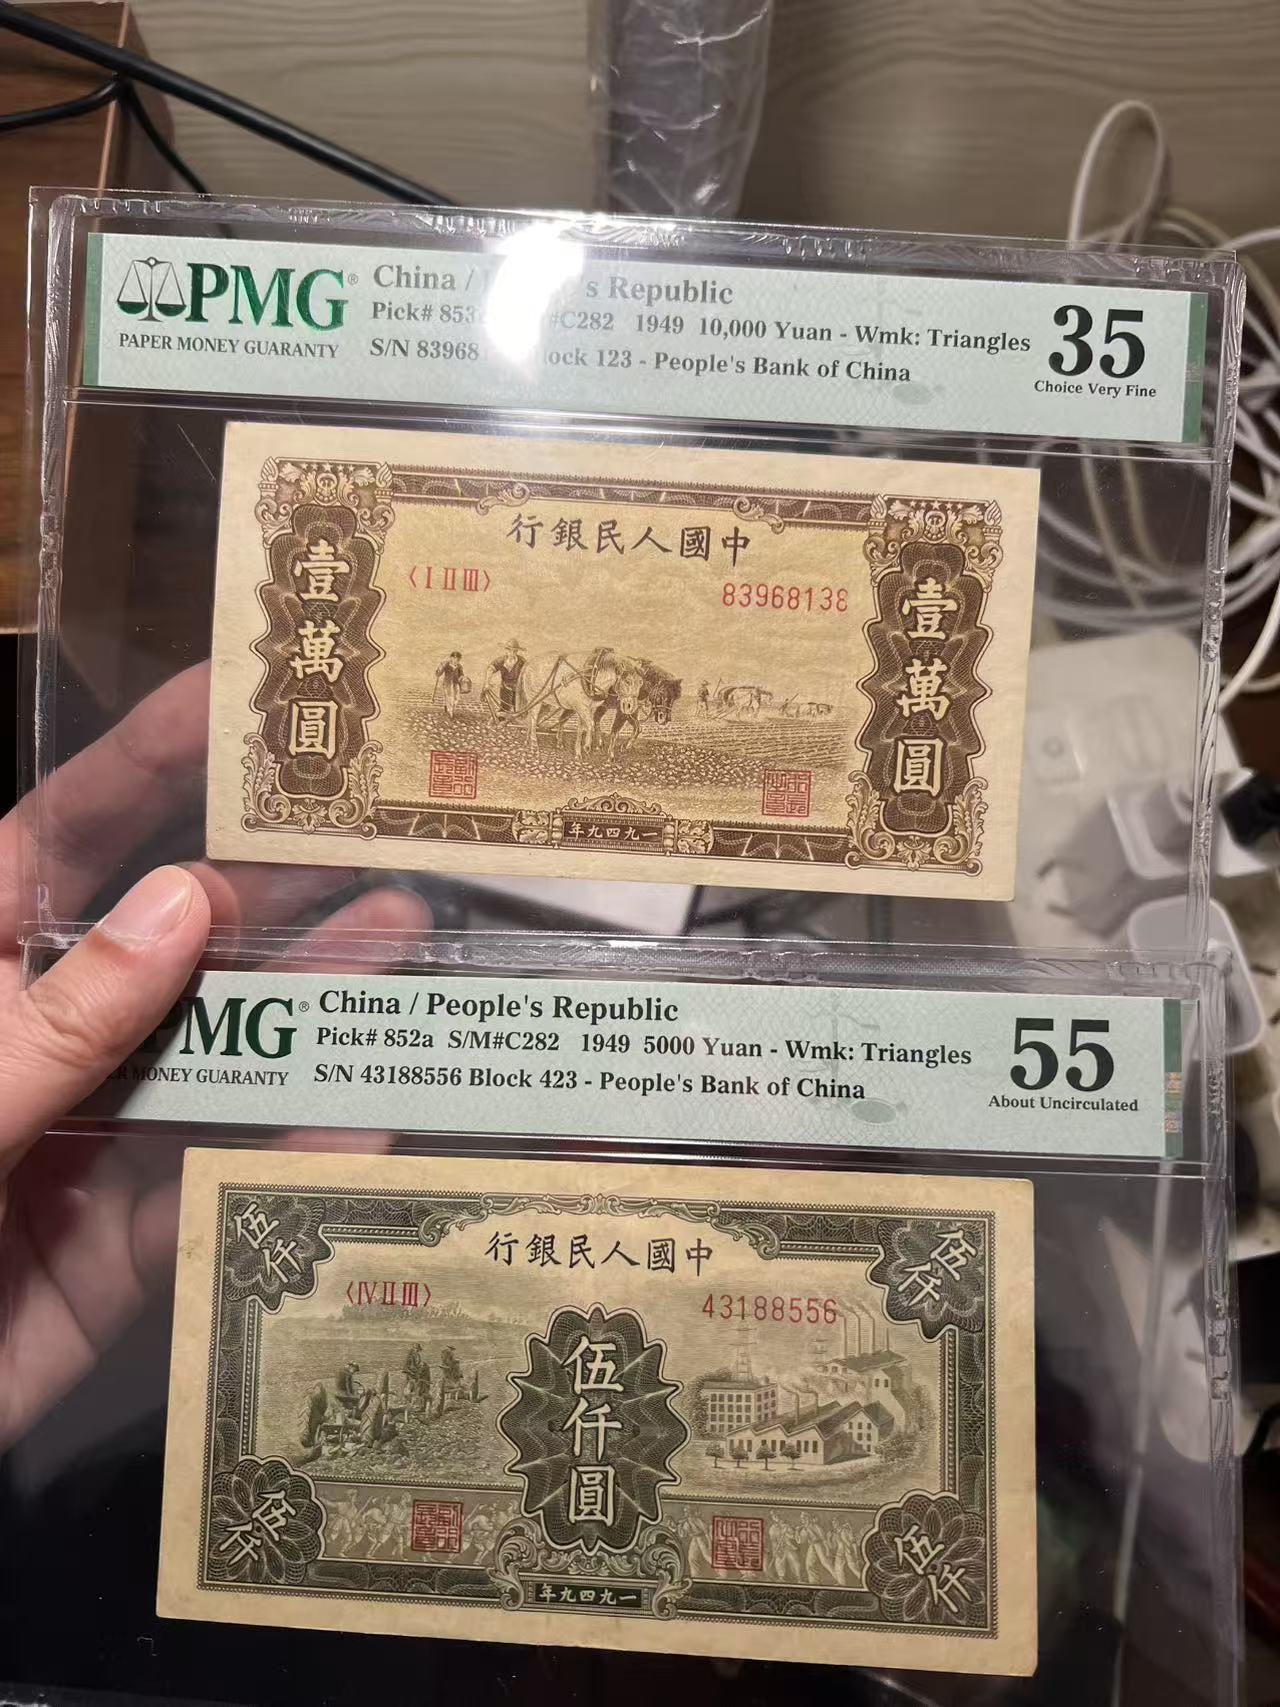 PMG®
PAPER MONEY GUARANTY
China / 's Republic
Pick# 853 #C282 1949 10,000 Yuan - Wmk: Triangles
S/N 839681 lock 123 - People's Bank of China
35
Choice Very Fine
行銀民人國中
〈I II III〉
83968138
壹萬圓
壹萬圓
年九四九一
PMG®
ER MONEY GUARANTY
China / People's Republic
Pick# 852a S/M#C282 1949 5000 Yuan - Wmk: Triangles
S/N 43188556 Block 423 - People's Bank of China
55
About Uncirculated
伍仟
伍仟
行銀民人國中
〈IV II III〉
43188556
伍仟圓
伍仟
伍仟
年九四九一